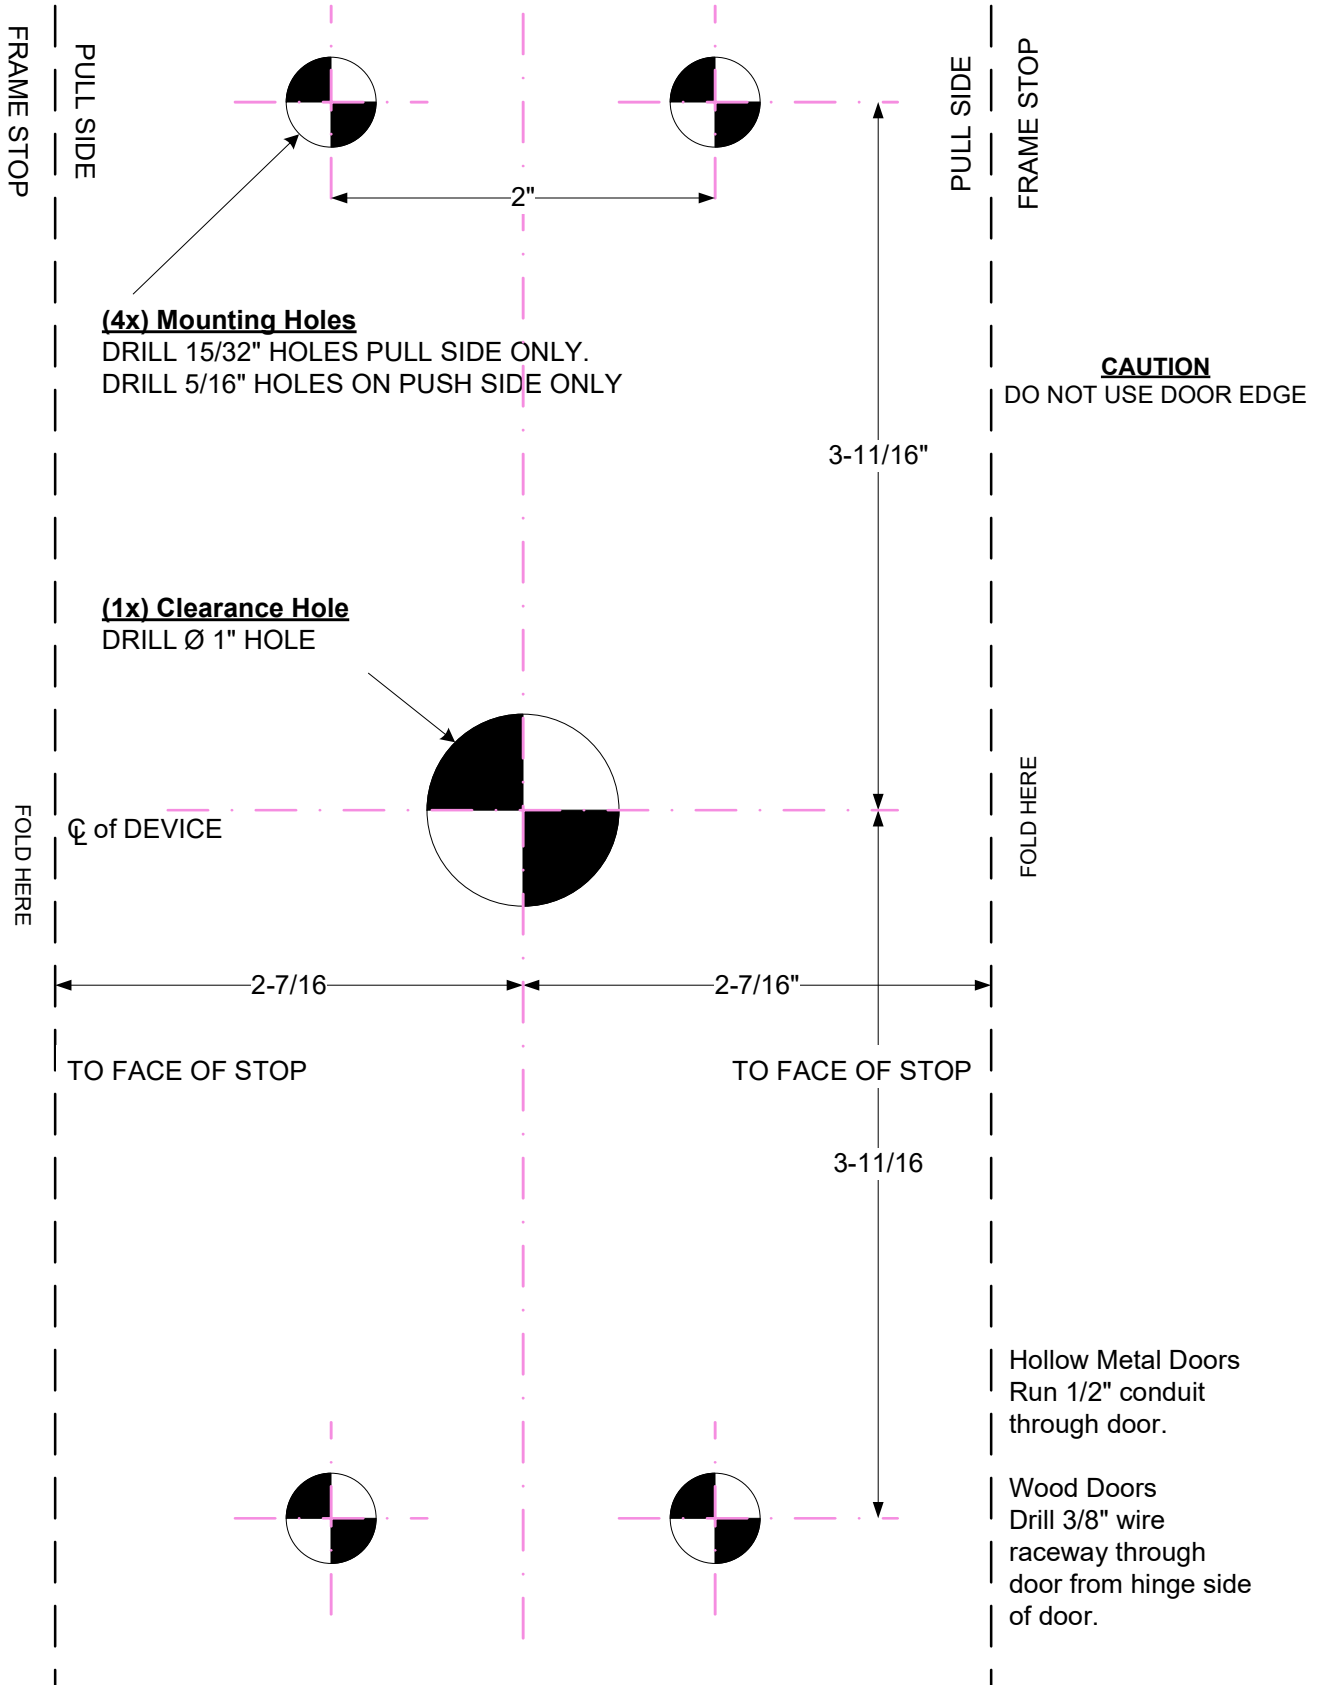 FRAME STOP
PULL SIDE
PULL SIDE
FRAME STOP
2"
(4x) Mounting Holes
DRILL 15/32" HOLES PULL SIDE ONLY.
DRILL 5/16" HOLES ON PUSH SIDE ONLY
CAUTION
DO NOT USE DOOR EDGE
3-11/16"
(1x) Clearance Hole
DRILL Ø 1" HOLE
FOLD HERE
℄ of DEVICE
FOLD HERE
2-7/16
2-7/16"
TO FACE OF STOP
TO FACE OF STOP
3-11/16
Hollow Metal Doors
Run 1/2" conduit
through door.
Wood Doors
Drill 3/8" wire
raceway through
door from hinge side
of door.